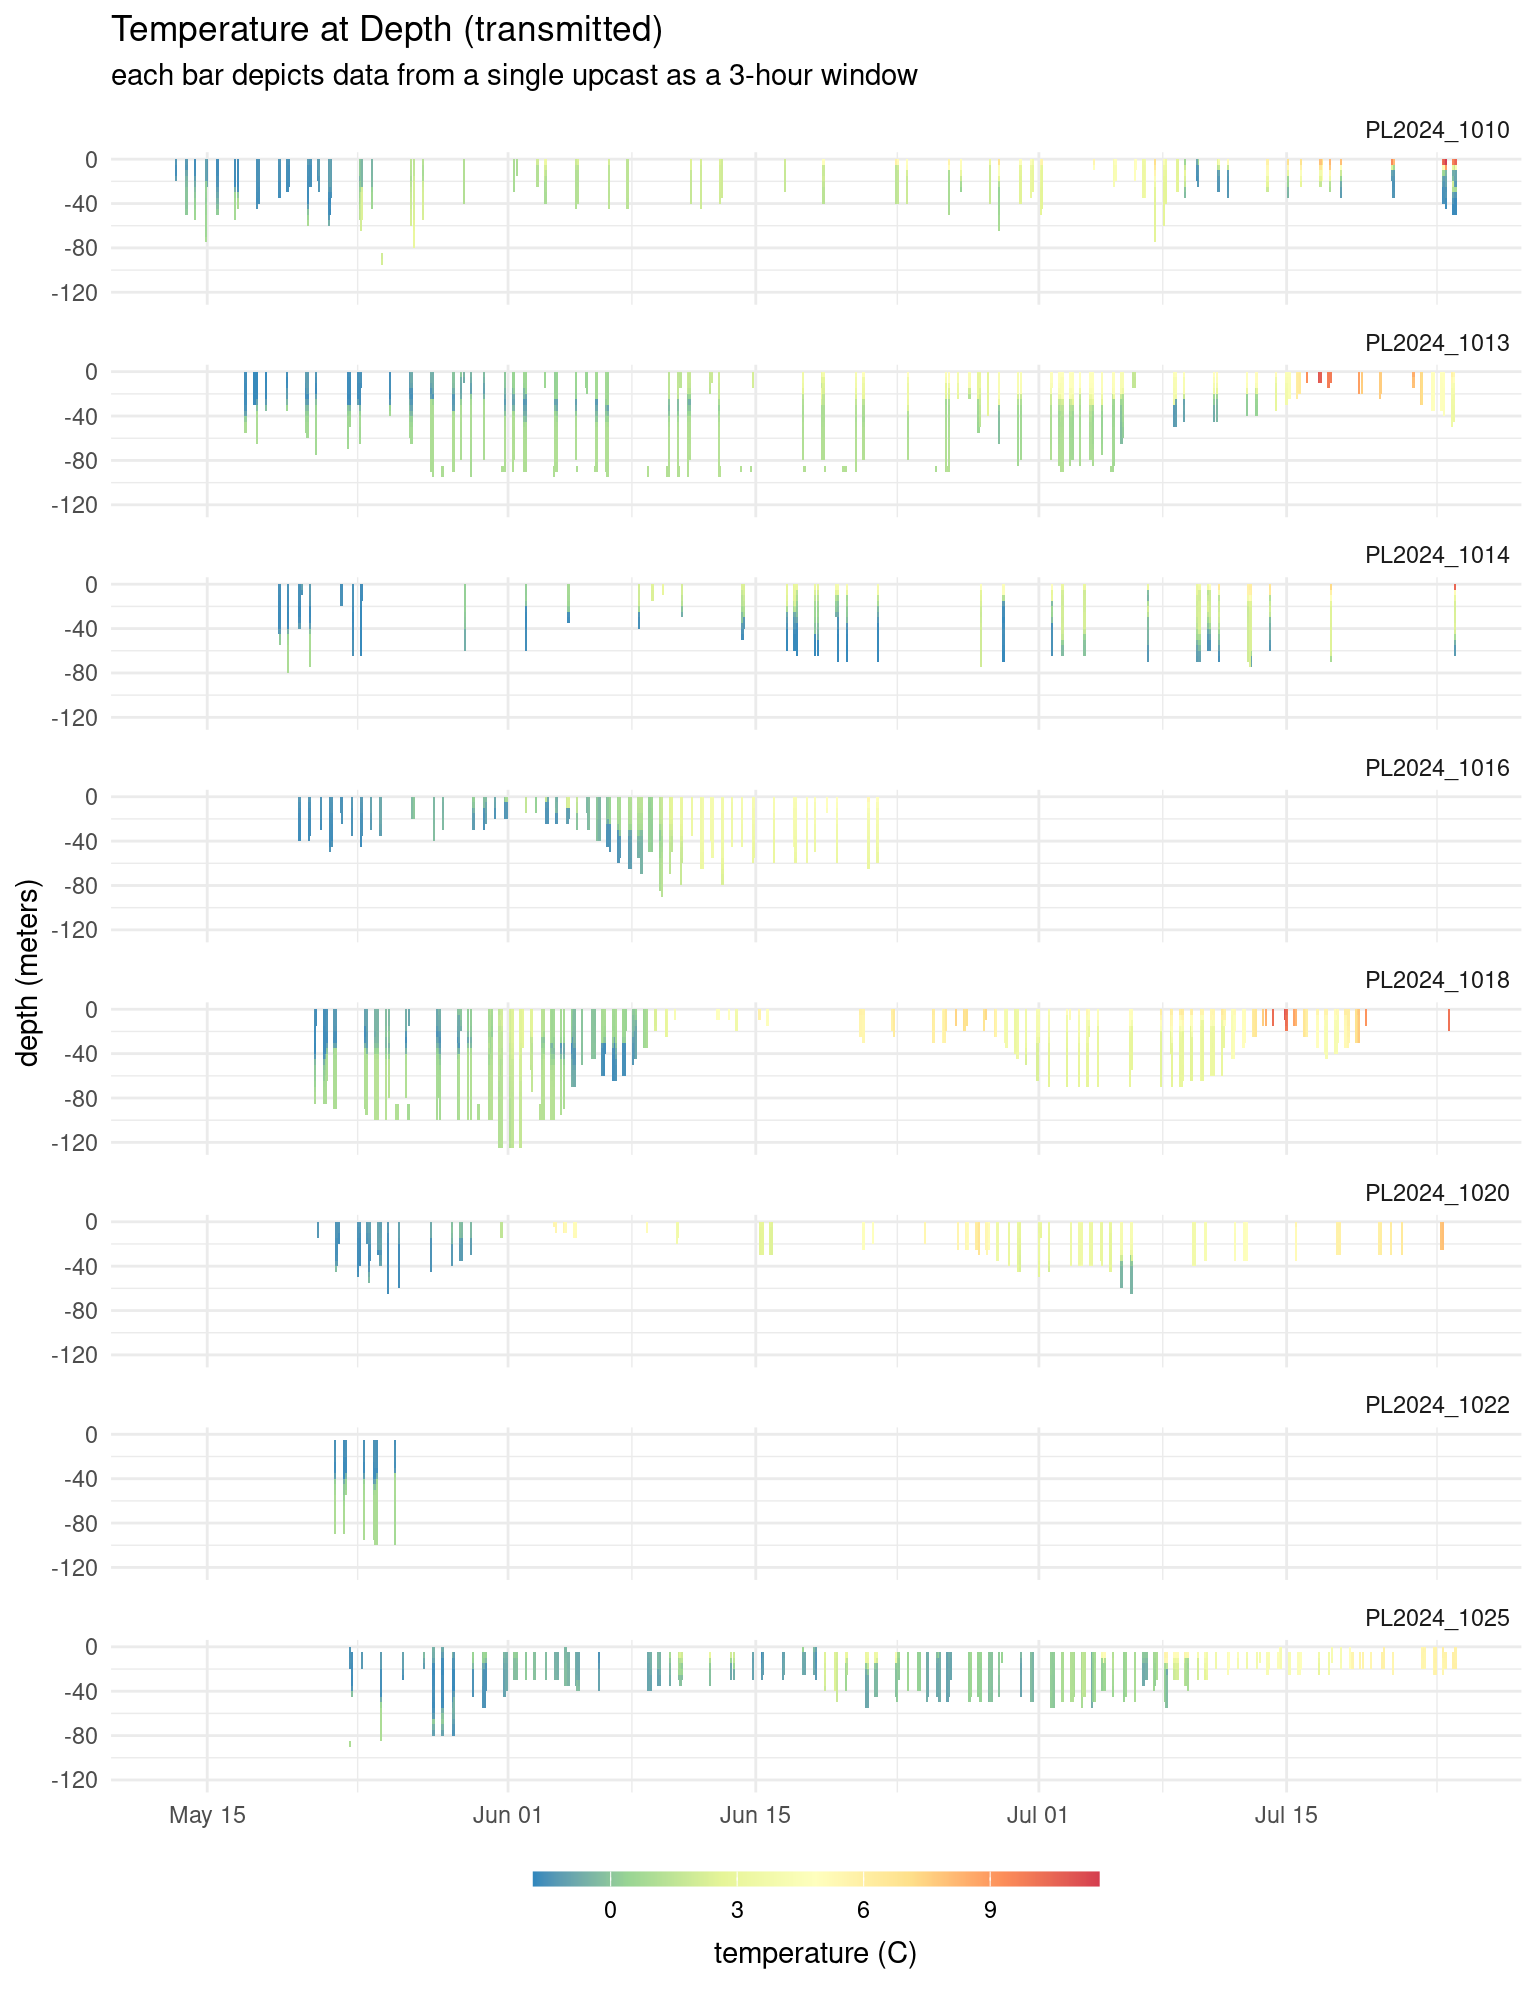 Temperature at Depth (transmitted)
each bar depicts data from a single upcast as a 3-hour window
PL2024_1010
0
-40
-80
-120
PL2024_1013
0
-40
-80
-120
PL2024_1014
0
-40
-80
-120
PL2024_1016
0
-40
-80
-120
depth (meters)
PL2024_1018
0
-40
-80
-120
PL2024_1020
0
-40
-80
-120
PL2024_1022
0
-40
-80
-120
PL2024_1025
0
-40
-80
-120
May 15 Jun 01 Jun 15 Jul 01 Jul 15
0 3 6 9
temperature (C)